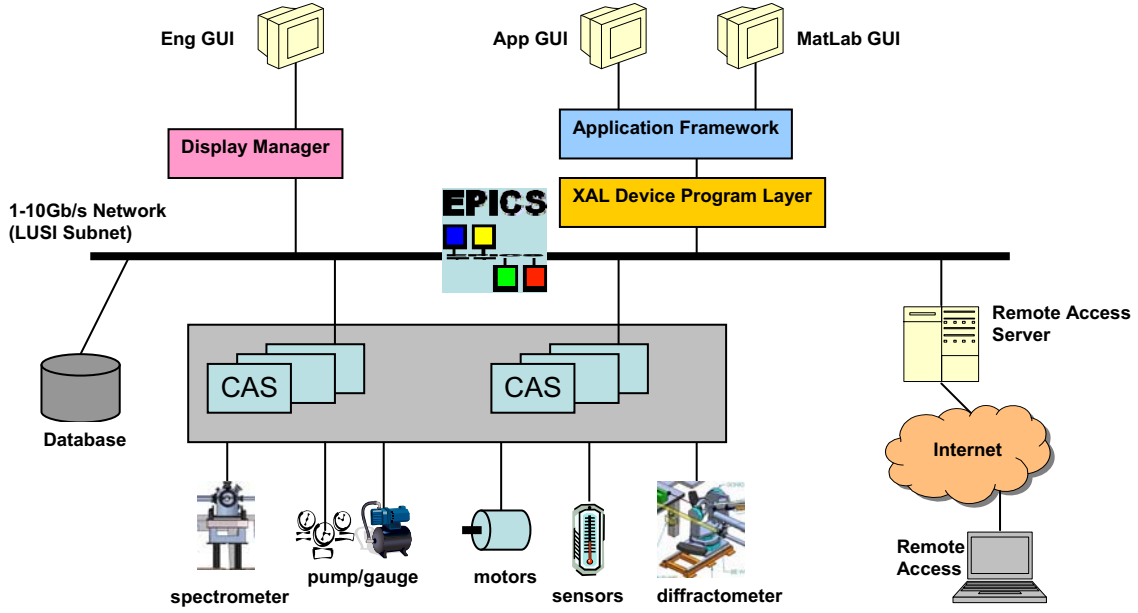 Eng GUI
App GUI
MatLab GUI
Display Manager
Application Framework
XAL Device Program Layer
1-10Gb/s Network
(LUSI Subnet)
EPICS
Remote Access
Server
CAS
CAS
Database
Internet
spectrometer
pump/gauge
motors
sensors
diffractometer
Remote
Access